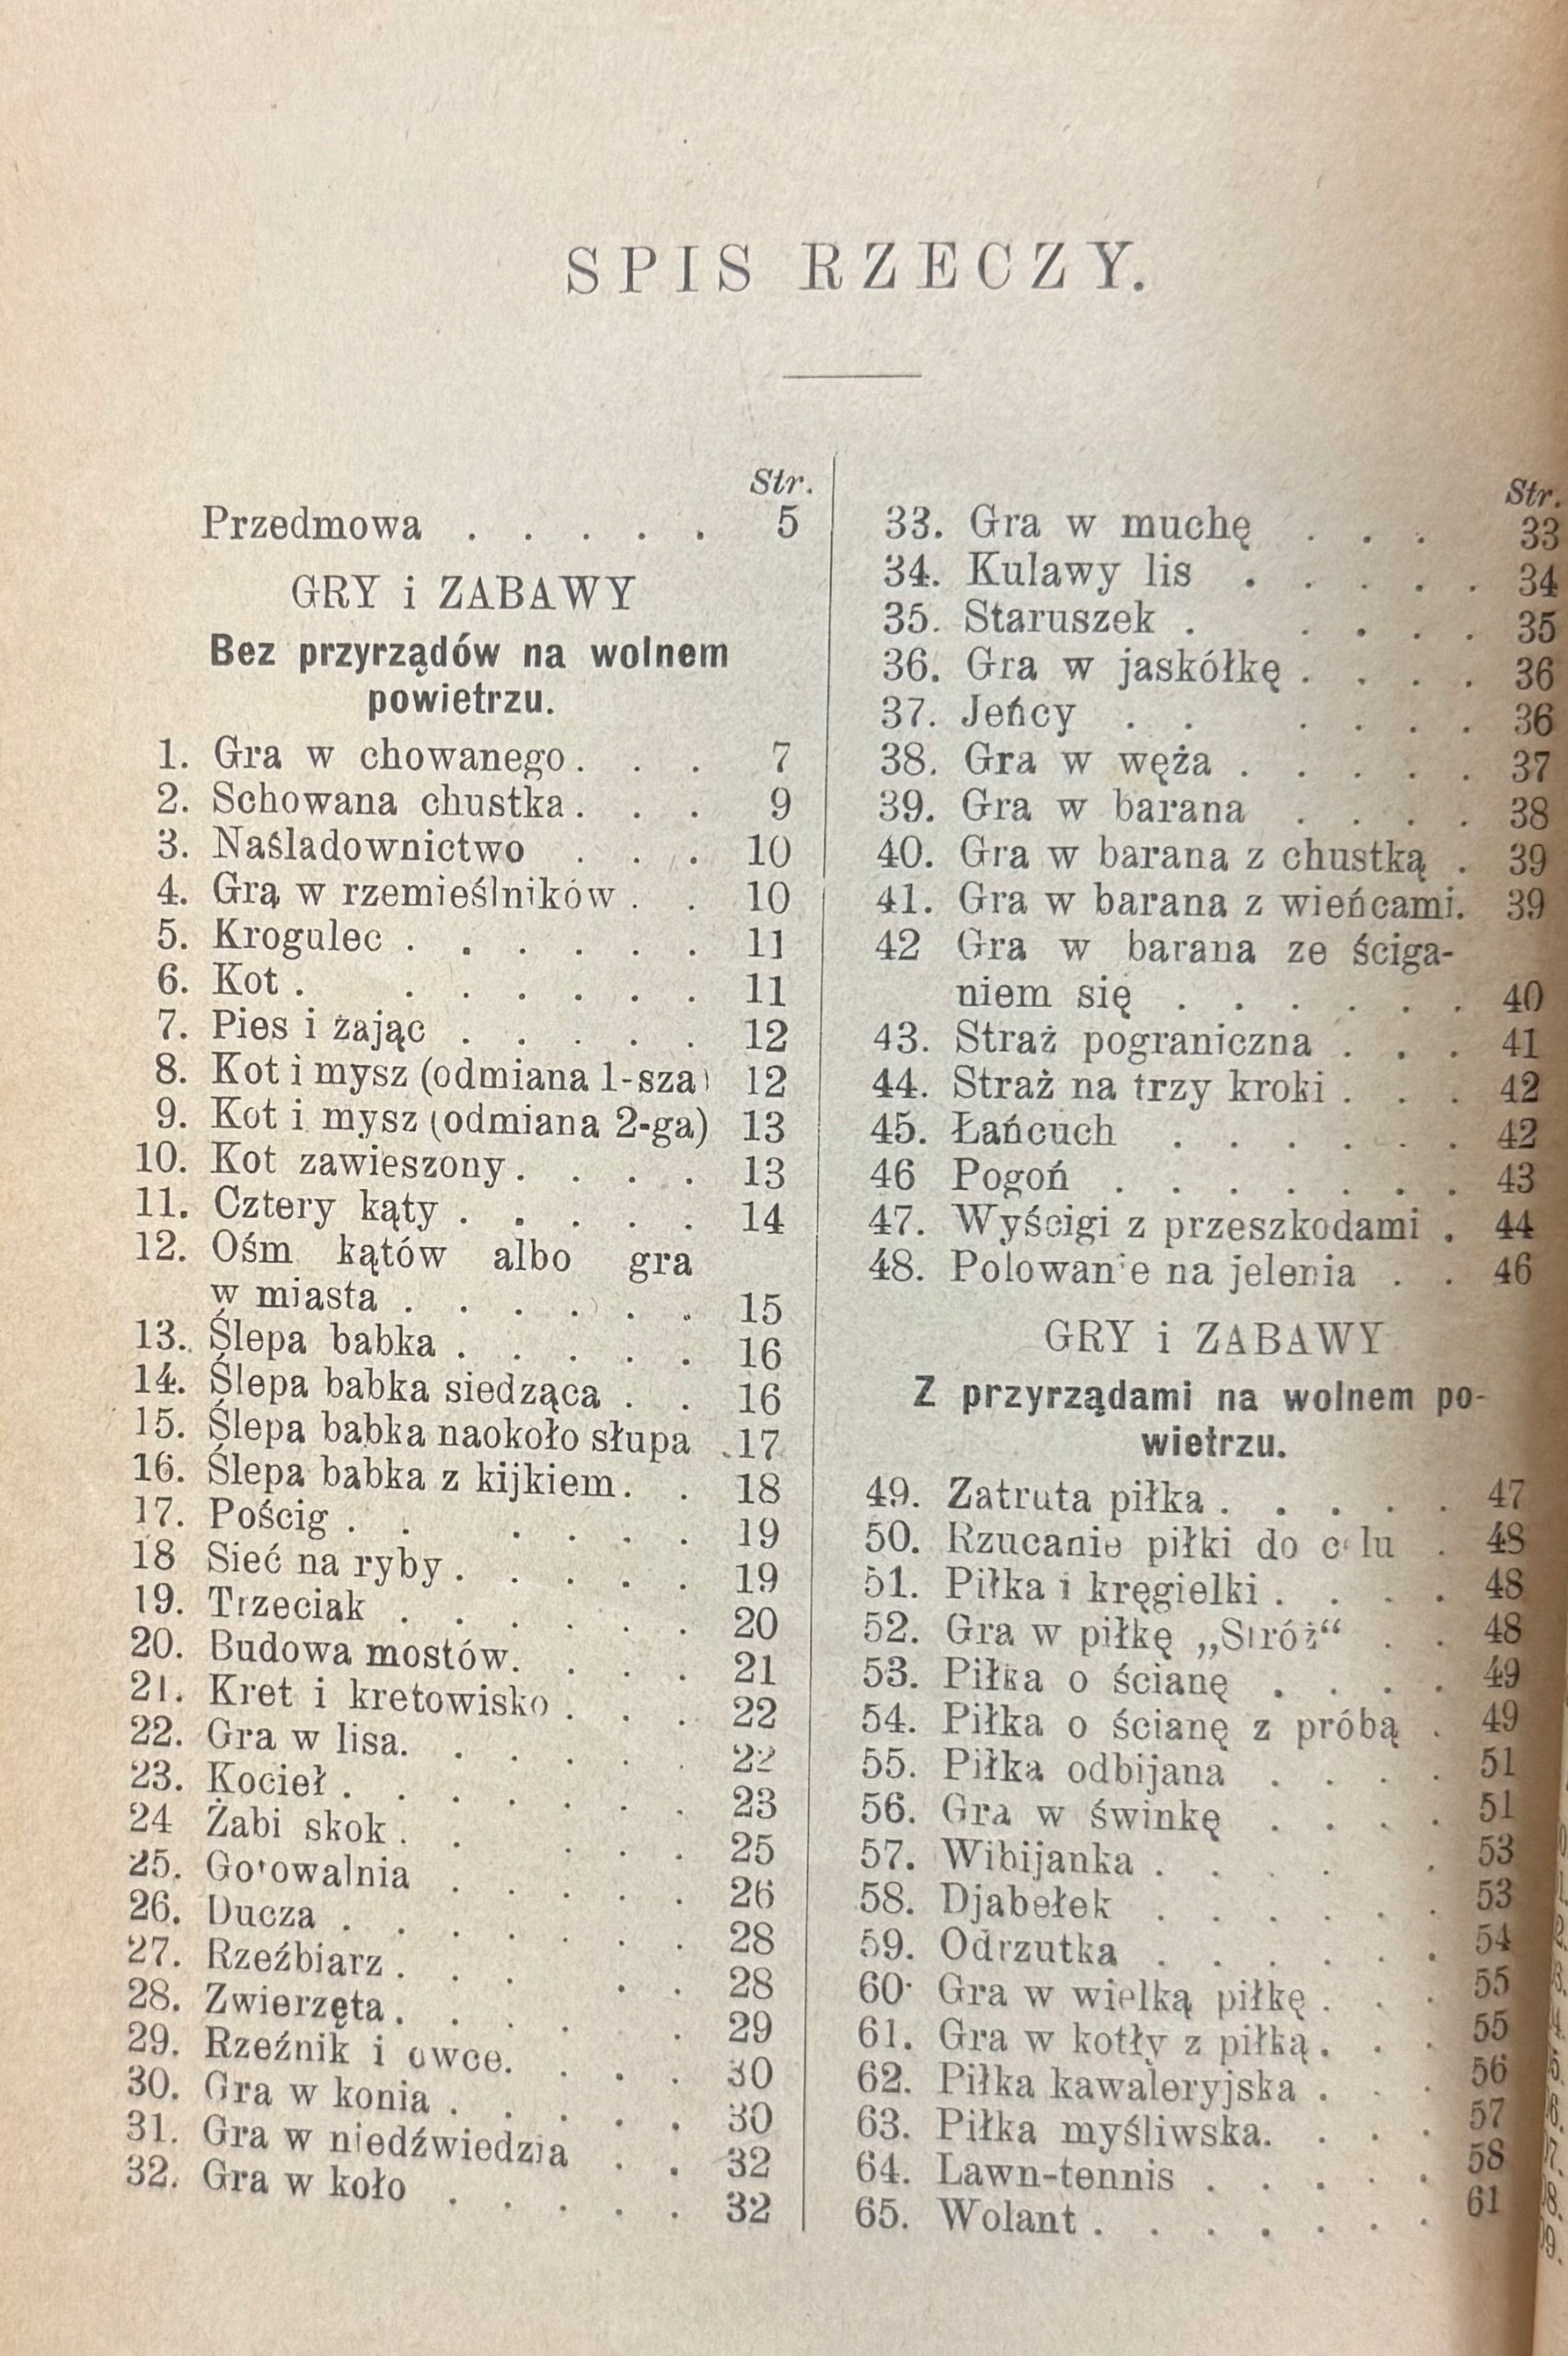 SPIS RZECZY.
Str.
Przedmowa . . . . . 5
GRY i ZABAWY
Bez przyrządów na wolnem
powietrzu.
1. Gra w chowanego . . . 7
2. Schowana chustka . . . 9
3. Naśladownictwo . . . 10
4. Grą w rzemieślników . . 10
5. Krogulec . . . . . . 11
6. Kot . . . . . . . 11
7. Pies i zając . . . . . 12
8. Kot i mysz (odmiana 1-sza) 12
9. Kot i mysz (odmiana 2-ga) 13
10. Kot zawieszony . . . . 13
11. Cztery kąty . . . . . 14
12. Ośm kątów albo gra
w miasta . . . . . . 15
13. Ślepa babka . . . . . 16
14. Ślepa babka siedząca . . 16
15. Ślepa babka naokoło słupa 17
16. Ślepa babka z kijkiem . . 18
17. Pościg . . . . . . 19
18 Sieć na ryby . . . . . 19
19. Trzeciak . . . . . . 20
20. Budowa mostów . . . . 21
21. Kret i kretowisko . . . 22
22. Gra w lisa . . . . . . 22
23. Kocieł . . . . . . . 23
24 Żabi skok . . . . . 25
25. Gotowalnia . . . . . 26
26. Ducza . . . . . . . 28
27. Rzeźbiarz . . . . . 28
28. Zwierzęta . . . . . 29
29. Rzeźnik i owce . . . . 30
30. Gra w konia . . . . . 30
31. Gra w niedźwiedzia . . 32
32. Gra w koło . . . . . 32
Str.
33. Gra w muchę . . . 33
34. Kulawy lis . . . . . 34
35. Staruszek . . . . . 35
36. Gra w jaskółkę . . . . 36
37. Jeńcy . . . . . . 36
38. Gra w węża . . . . . 37
39. Gra w barana . . . . 38
40. Gra w barana z chustką . 39
41. Gra w barana z wieńcami. 39
42 Gra w barana ze ściga-
niem się . . . . . . 40
43. Straż pograniczna . . . 41
44. Straż na trzy kroki . . . 42
45. Łańcuch . . . . . . 42
46 Pogoń . . . . . . . 43
47. Wyścigi z przeszkodami . 44
48. Polowanie na jelenia . . 46
GRY i ZABAWY
Z przyrządami na wolnem po-
wietrzu.
49. Zatruta piłka . . . . . 47
50. Rzucanie piłki do celu . 48
51. Piłka i kręgielki . . . . 48
52. Gra w piłkę „Stróż“ . . 48
53. Piłka o ścianę . . . . 49
54. Piłka o ścianę z próbą . 49
55. Piłka odbijana . . . . 51
56. Gra w świnkę . . . . 51
57. Wibijanka . . . . . 53
58. Djabełek . . . . . . 53
59. Odrzutka . . . . . . 54
60. Gra w wielką piłkę . . . 55
61. Gra w kotły z piłką . . . 55
62. Piłka kawaleryjska . . . 56
63. Piłka myśliwska . . . . 57
64. Lawn-tennis . . . . . 58
65. Wolant . . . . . . . 61